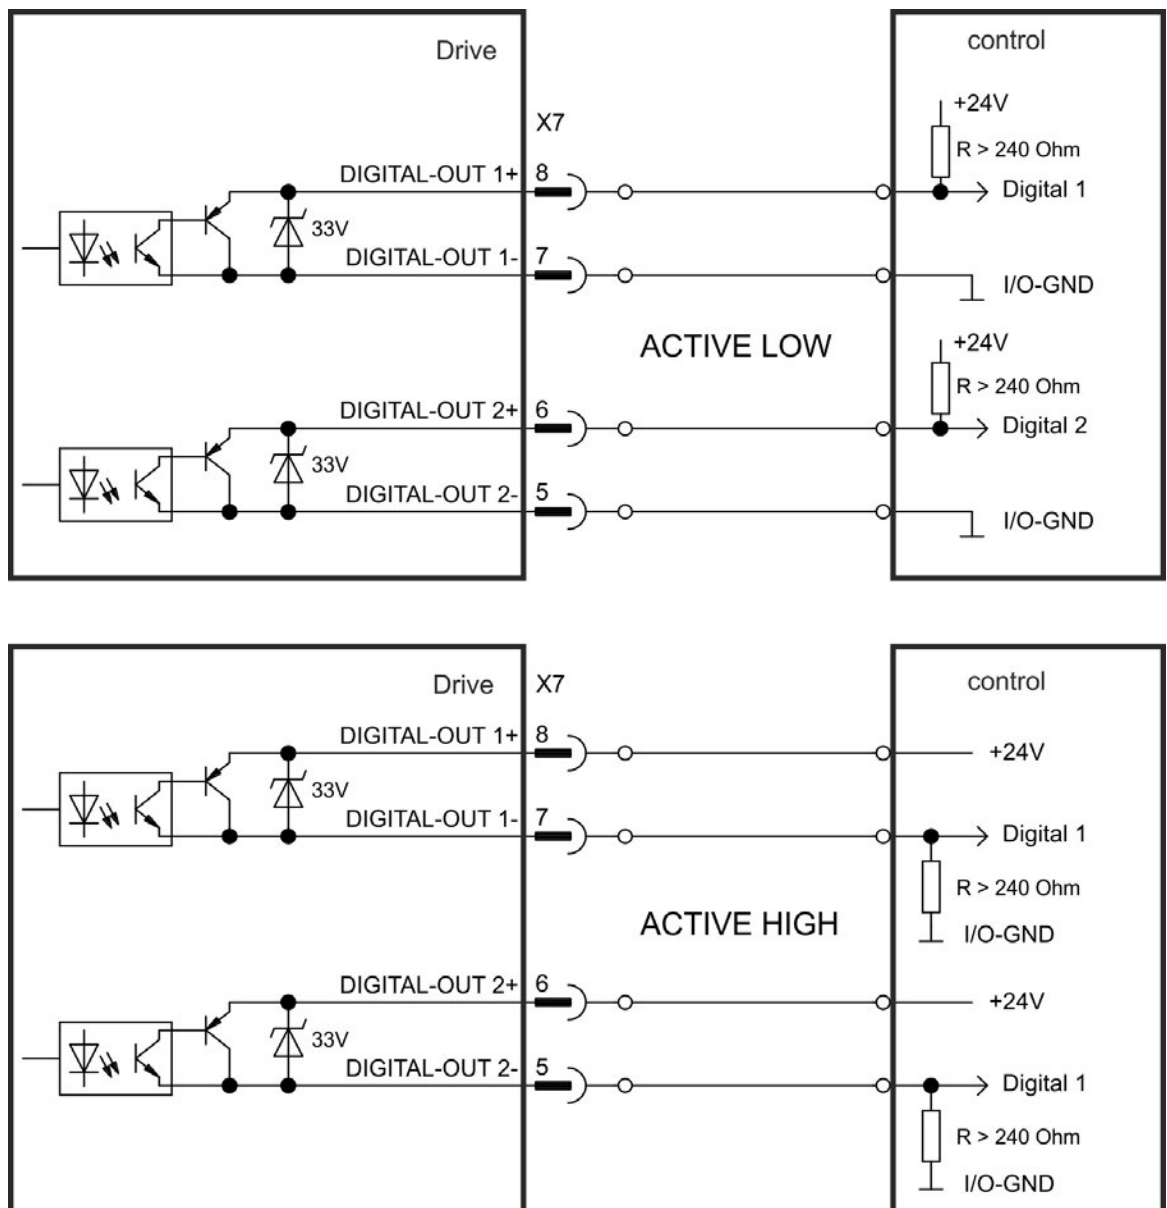 Drive
control
X7
+24V
R > 240 Ohm
DIGITAL-OUT 1+
8
Digital 1
33V
DIGITAL-OUT 1-
7
I/O-GND
ACTIVE LOW
+24V
R > 240 Ohm
DIGITAL-OUT 2+
6
Digital 2
33V
DIGITAL-OUT 2-
5
I/O-GND
Drive
X7
control
DIGITAL-OUT 1+
8
+24V
33V
DIGITAL-OUT 1-
7
Digital 1
R > 240 Ohm
ACTIVE HIGH
I/O-GND
DIGITAL-OUT 2+
6
+24V
33V
DIGITAL-OUT 2-
5
Digital 1
R > 240 Ohm
I/O-GND